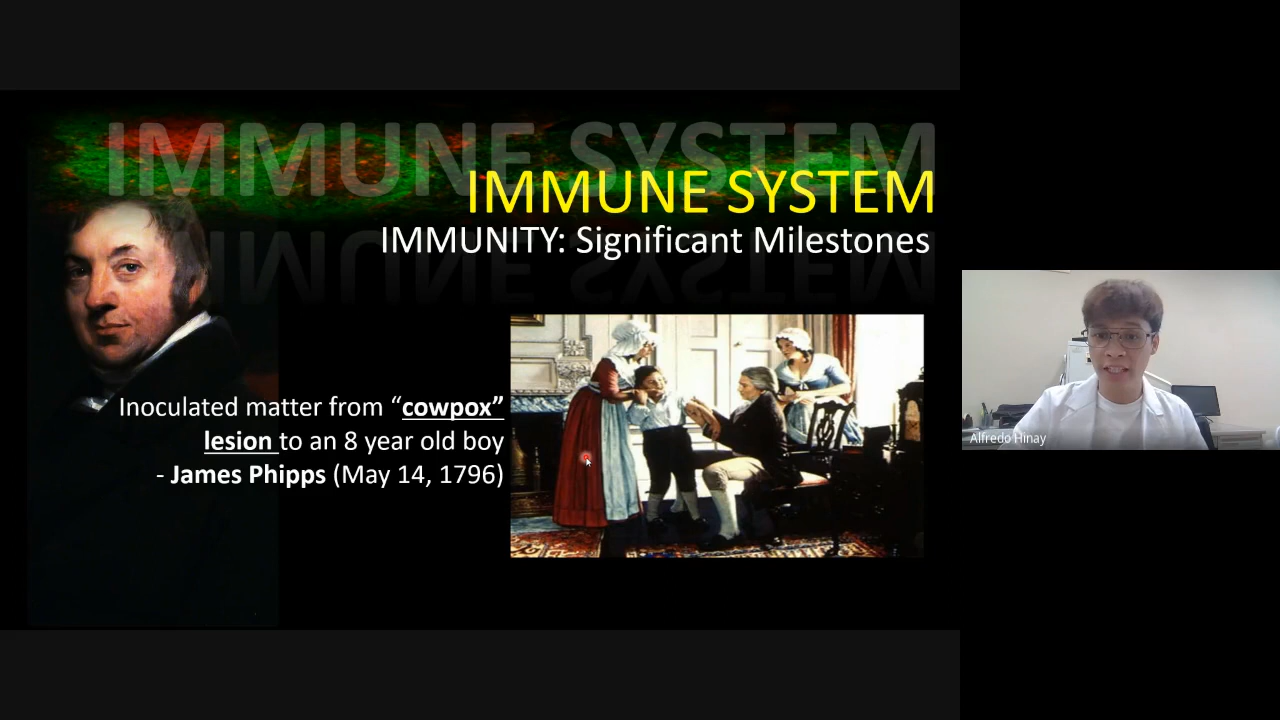 IMMUNE SYSTEM
IMMUNE SYSTEM
IMMUNITY: Significant Milestones
Inoculated matter from “cowpox”
lesion to an 8 year old boy
- James Phipps (May 14, 1796)
Alfredo Hinay